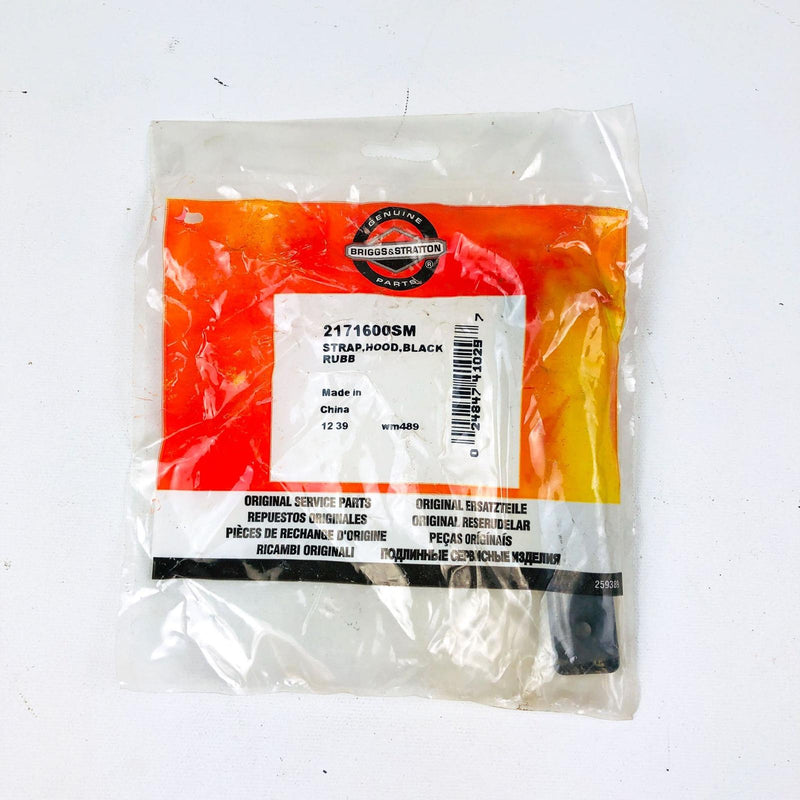 GENUINE
BRIGGS&STRATTON
®
PARTS
2171600SM
STRAP,HOOD,BLACK
RUBB
Made in
China
12 39 wm489
0 24847 41025 7
ORIGINAL SERVICE PARTS ORIGINAL ERSATZTEILE
REPUESTOS ORIGINALES ORIGINAL RESERUDELAR
PIÈCES DE RECHANGE D'ORIGINE PEÇAS ORIGINAIS
RICAMBI ORIGINALI ПОДЛИННЫЕ СЕРВИСНЫЕ ИЗДЕЛИЯ